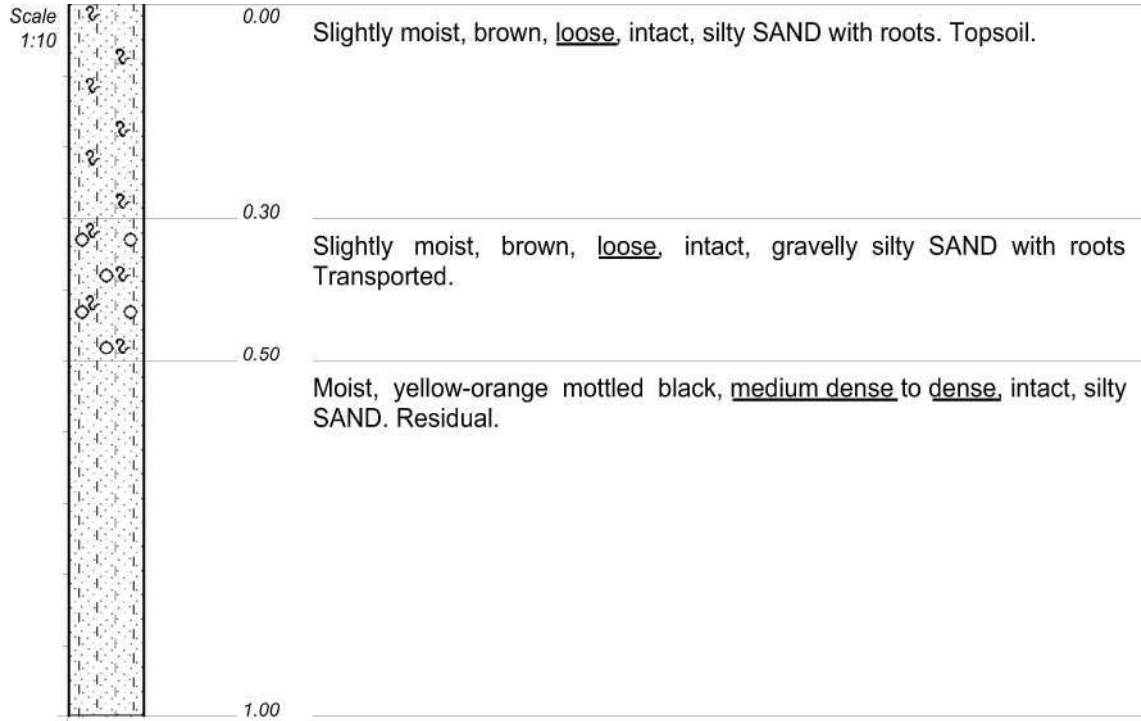 Scale
1:10
0.00
Slightly moist, brown, loose, intact, silty SAND with roots. Topsoil.
0.30
Slightly moist, brown, loose, intact, gravelly silty SAND with roots
Transported.
0.50
Moist, yellow-orange mottled black, medium dense to dense, intact, silty
SAND. Residual.
1.00